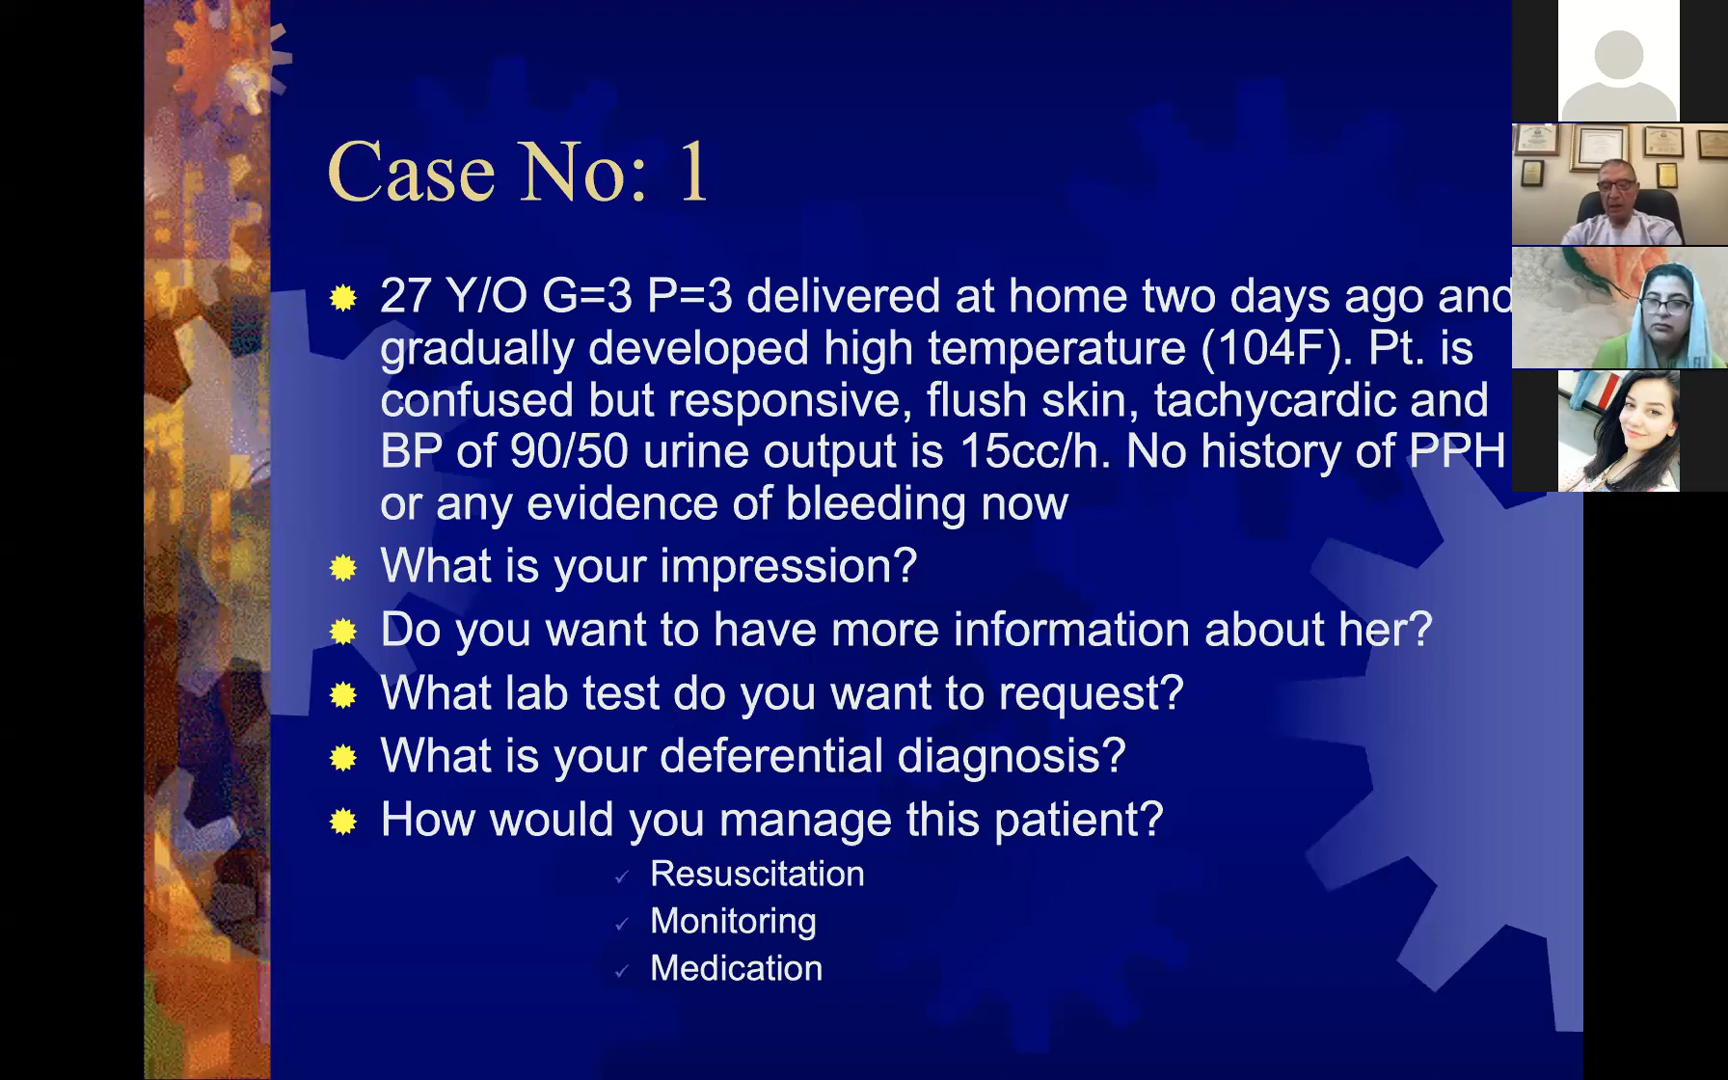 Case No: 1
27 Y/O G=3 P=3 delivered at home two days ago and
gradually developed high temperature (104F). Pt. is
confused but responsive, flush skin, tachycardic and
BP of 90/50 urine output is 15cc/h. No history of PPH
or any evidence of bleeding now
What is your impression?
Do you want to have more information about her?
What lab test do you want to request?
What is your deferential diagnosis?
How would you manage this patient?
Resuscitation
Monitoring
Medication